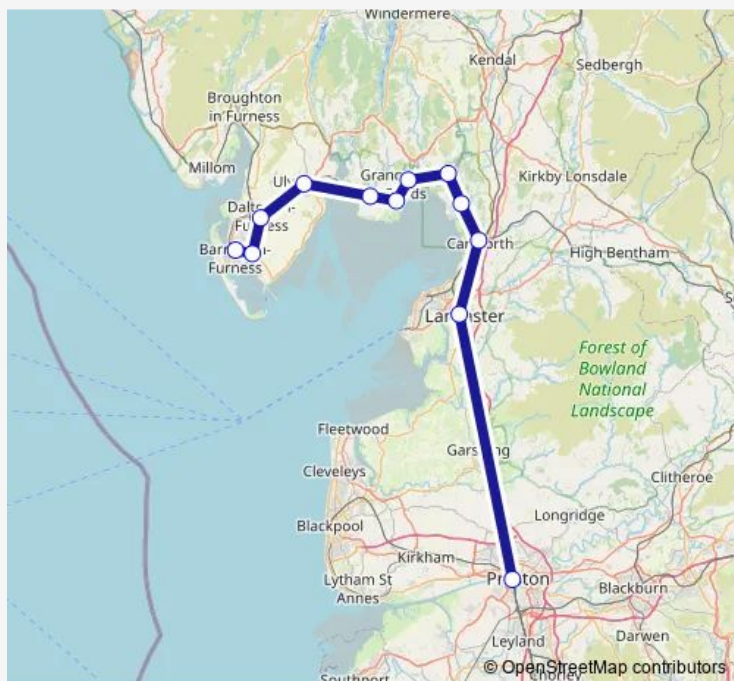 Windermere
Kendal
Sedbergh
Broughton
in Furness
Millom
Kirkby Lonsdale
Furness
High Bentham
Forest of
Bowland
National
Landscape
Fleetwood
Cleveleys
Clitheroe
Longridge
Blackpool
Kirkham
Lytham St
Annes
Blackburn
Leyland
Darwen
© OpenStreetMap contributors